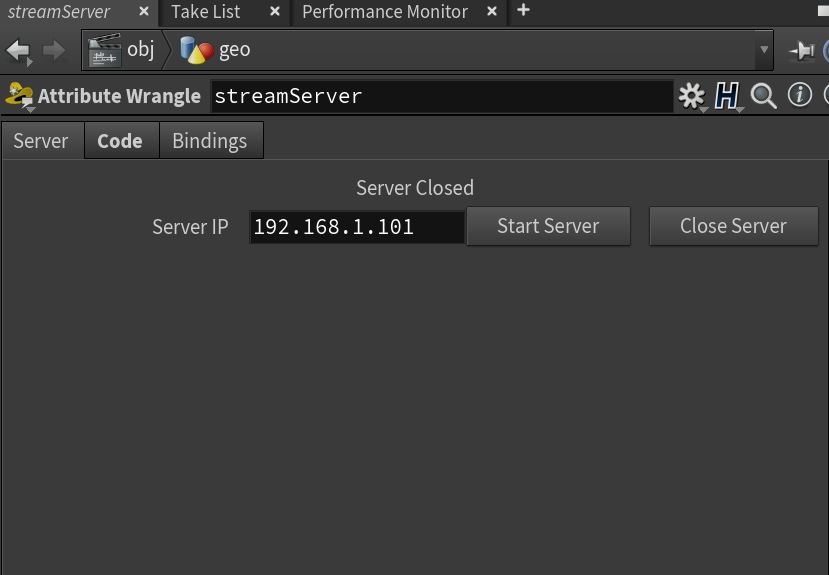 streamServer × Take List × Performance Monitor × +
obj geo
Attribute Wrangle streamServer
Server Code Bindings
Server Closed
Server IP 192.168.1.101 Start Server Close Server